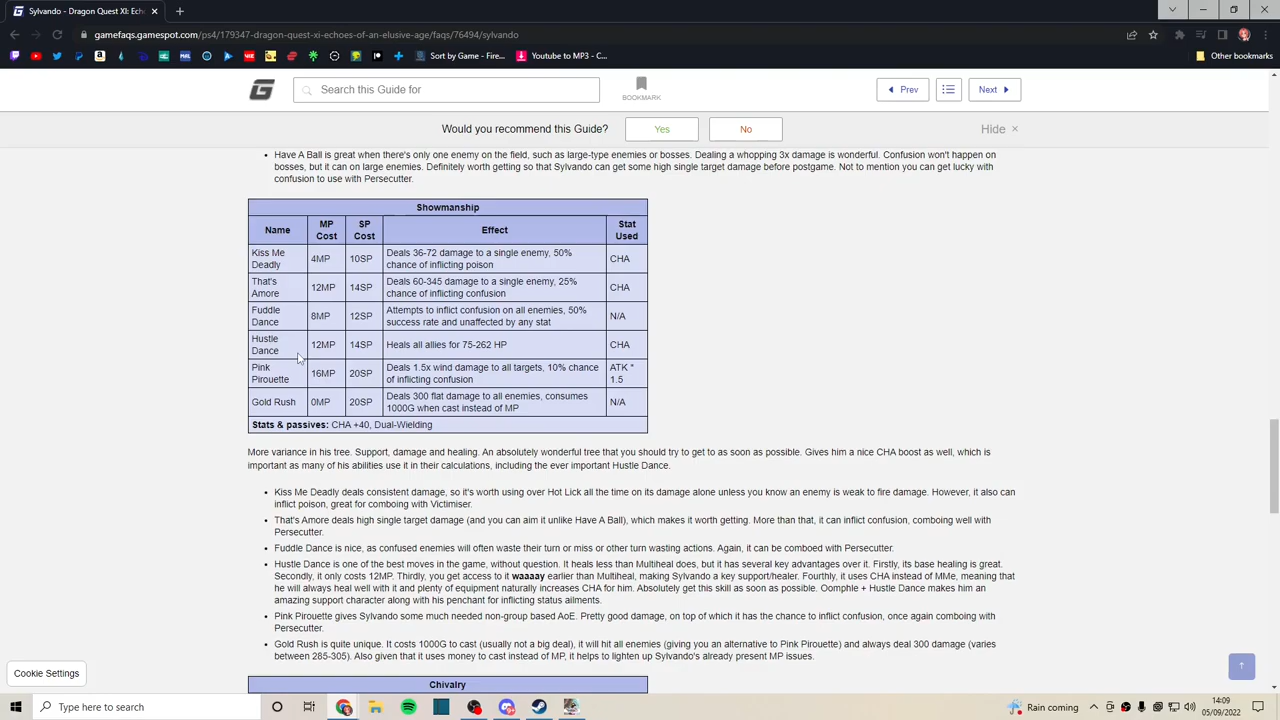 Sylvando - Dragon Quest XI: Echo
gamefaqs.gamespot.com/ps4/179347-dragon-quest-xi-echoes-of-an-elusive-age/faqs/76494/sylvando
Sort by Game - Fire...
Youtube to MP3 - C...
Other bookmarks
Search this Guide for
BOOKMARK
Prev
Next
Would you recommend this Guide?
Yes
No
Hide ×
• Have A Ball is great when there's only one enemy on the field, such as large-type enemies or bosses. Dealing a whopping 3x damage is wonderful. Confusion won't happen on
bosses, but it can on large enemies. Definitely worth getting so that Sylvando can get some high single target damage before postgame. Not to mention you can get lucky with
confusion to use with Persecutter.
Showmanship
Name MP Cost SP Cost Effect Stat Used
Kiss Me Deadly 4MP 10SP Deals 36-72 damage to a single enemy, 50% chance of inflicting poison CHA
That's Amore 12MP 14SP Deals 60-345 damage to a single enemy, 25% chance of inflicting confusion CHA
Fuddle Dance 8MP 12SP Attempts to inflict confusion on all enemies, 50% success rate and unaffected by any stat N/A
Hustle Dance 12MP 14SP Heals all allies for 75-262 HP CHA
Pink Pirouette 16MP 20SP Deals 1.5x wind damage to all targets, 10% chance of inflicting confusion ATK * 1.5
Gold Rush 0MP 20SP Deals 300 flat damage to all enemies, consumes 1000G when cast instead of MP N/A
Stats & passives: CHA +40, Dual-Wielding
More variance in his tree. Support, damage and healing. An absolutely wonderful tree that you should try to get to as soon as possible. Gives him a nice CHA boost as well, which is
important as many of his abilities use it in their calculations, including the ever important Hustle Dance.
• Kiss Me Deadly deals consistent damage, so it's worth using over Hot Lick all the time on its damage alone unless you know an enemy is weak to fire damage. However, it also can
inflict poison, great for comboing with Victimiser.
• That's Amore deals high single target damage (and you can aim it unlike Have A Ball), which makes it worth getting. More than that, it can inflict confusion, comboing well with
Persecutter.
• Fuddle Dance is nice, as confused enemies will often waste their turn or miss or other turn wasting actions. Again, it can be comboed with Persecutter.
• Hustle Dance is one of the best moves in the game, without question. It heals less than Multiheal does, but it has several key advantages over it. Firstly, its base healing is great.
Secondly, it only costs 12MP. Thirdly, you get access to it waaaay earlier than Multiheal, making Sylvando a key support/healer. Fourthly, it uses CHA instead of MMe, meaning that
he will always heal well with it and plenty of equipment naturally increases CHA for him. Absolutely get this skill as soon as possible. Oomphle + Hustle Dance makes him an
amazing support character along with his penchant for inflicting status ailments.
• Pink Pirouette gives Sylvando some much needed non-group based AoE. Pretty good damage, on top of which it has the chance to inflict confusion, once again comboing with
Persecutter.
• Gold Rush is quite unique. It costs 1000G to cast (usually not a big deal), it will hit all enemies (giving you an alternative to Pink Pirouette) and always deal 300 damage (varies
between 285-305). Also given that it uses money to cast instead of MP, it helps to lighten up Sylvando's already present MP issues.
Chivalry
Cookie Settings
Type here to search
Rain coming
14:09
05/09/2022